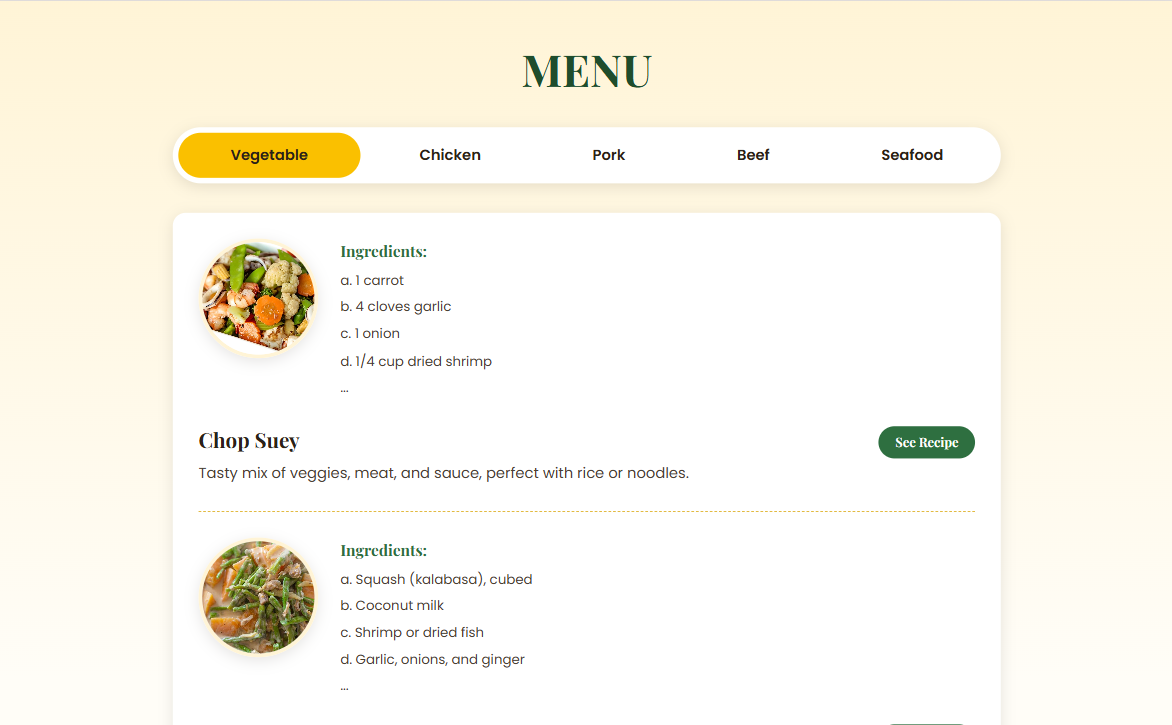 MENU
Vegetable Chicken Pork Beef Seafood
Ingredients:
a. 1 carrot
b. 4 cloves garlic
c. 1 onion
d. 1/4 cup dried shrimp
...
Chop Suey
See Recipe
Tasty mix of veggies, meat, and sauce, perfect with rice or noodles.
Ingredients:
a. Squash (kalabasa), cubed
b. Coconut milk
c. Shrimp or dried fish
d. Garlic, onions, and ginger
...